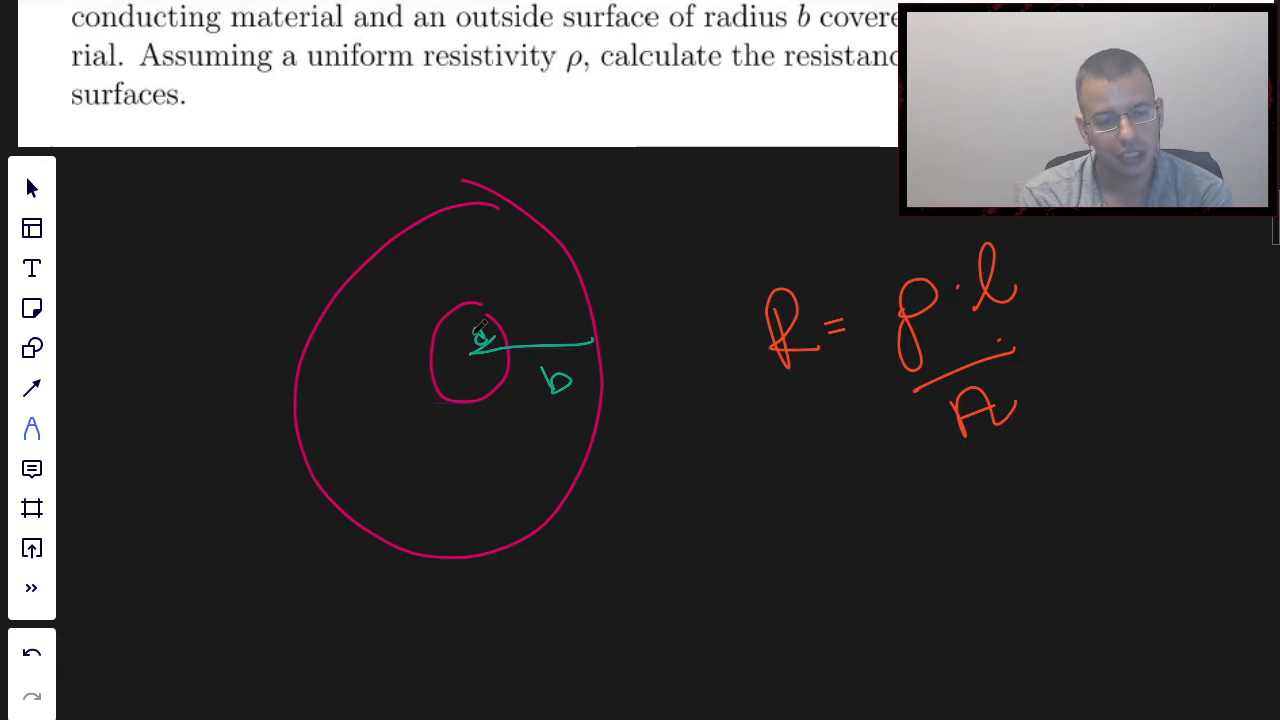 conducting material and an outside surface of radius b covere
rial. Assuming a uniform resistivity ρ, calculate the resistanc
surfaces.
a
b
R = ρ · l
A